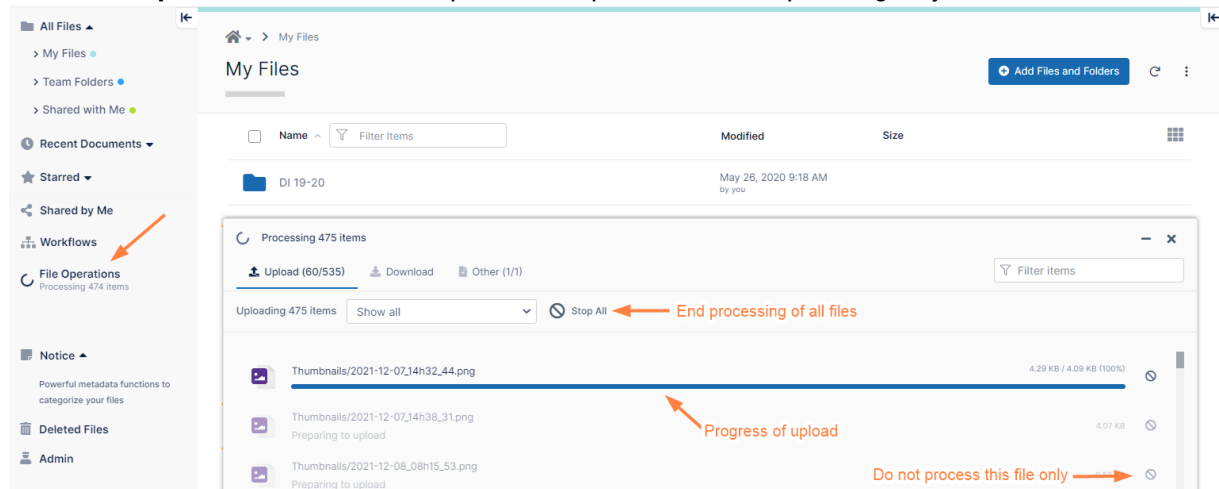 All Files
My Files
Team Folders
Shared with Me
Recent Documents
Starred
Shared by Me
Workflows
File Operations
Processing 474 items
Notice
Powerful metadata functions to
categorize your files
Deleted Files
Admin
My Files
My Files
Add Files and Folders
Name
Filter Items
Modified
Size
DI 19-20
May 26, 2020 9:18 AM
by you
Processing 475 items
Upload (60/535)
Download
Other (1/1)
Filter items
Uploading 475 items
Show all
Stop All
End processing of all files
Thumbnails/2021-12-07_14h32_44.png
4.29 KB / 4.09 KB (100%)
Thumbnails/2021-12-07_14h38_31.png
Preparing to upload
Progress of upload
4.07 KB
Thumbnails/2021-12-08_08h15_53.png
Preparing to upload
Do not process this file only